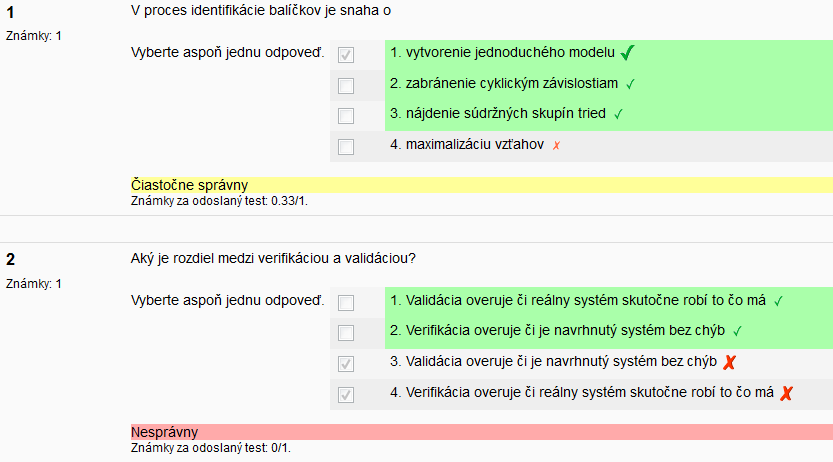 1
V proces identifikácie balíčkov je snaha o
Známky: 1
Vyberte aspoň jednu odpoveď.
1. vytvorenie jednoduchého modelu
2. zabránenie cyklickým závislostiam
3. nájdenie súdržných skupín tried
4. maximalizáciu vzťahov
Čiastočne správny
Známky za odoslaný test: 0.33/1.
2
Aký je rozdiel medzi verifikáciou a validáciou?
Známky: 1
Vyberte aspoň jednu odpoveď.
1. Validácia overuje či reálny systém skutočne robí to čo má
2. Verifikácia overuje či je navrhnutý systém bez chýb
3. Validácia overuje či je navrhnutý systém bez chýb
4. Verifikácia overuje či reálny systém skutočne robí to čo má
Nesprávny
Známky za odoslaný test: 0/1.